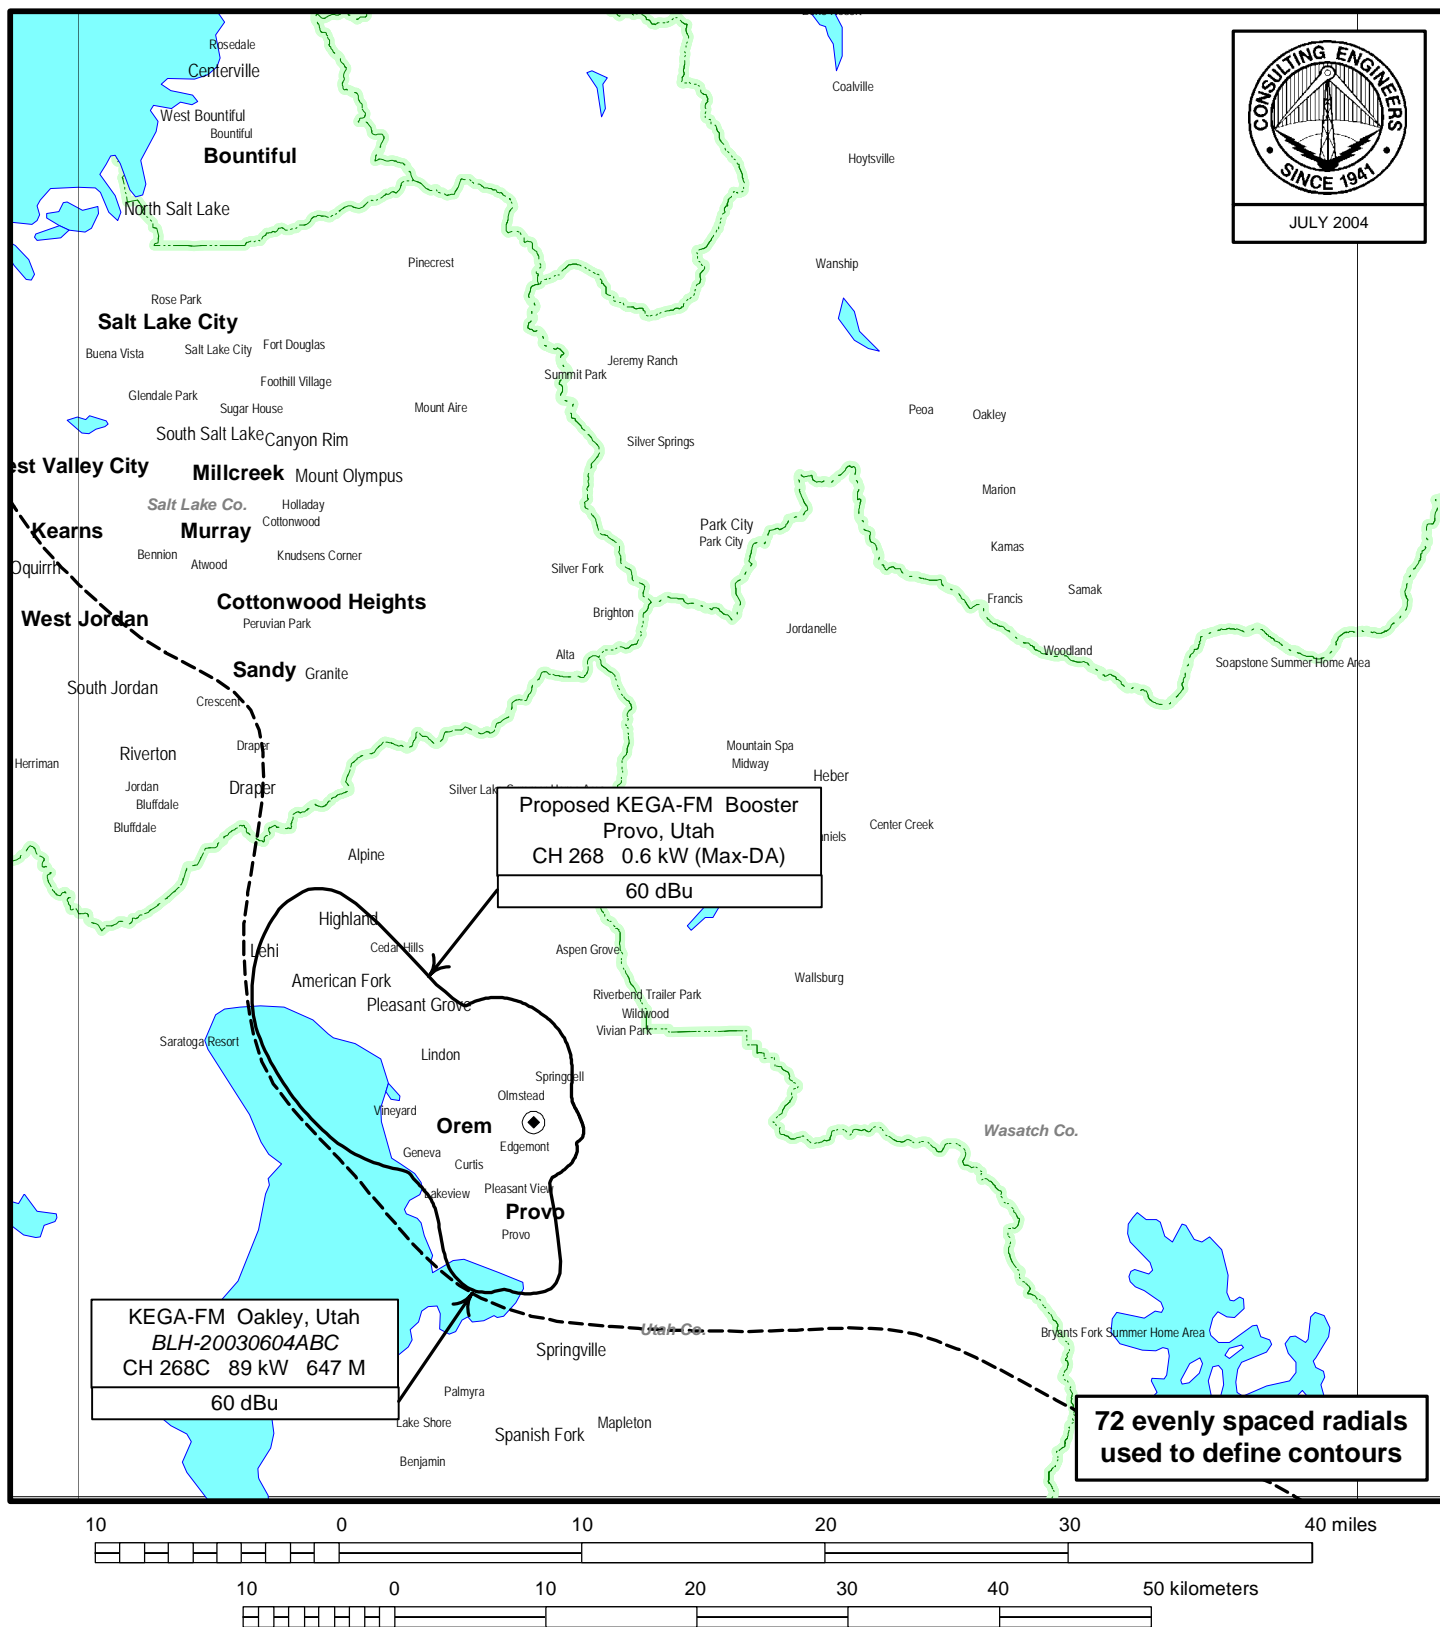 Rosedale
Centerville
Coalville
West Bountiful
Bountiful
Bountiful
Hoytsville
North Salt Lake
CONSULTING ENGINEERS
• SINCE 1941 •
JULY 2004
Pinecrest
Wanship
Rose Park
Salt Lake City
Buena Vista
Salt Lake City
Fort Douglas
Jeremy Ranch
Summit Park
Foothill Village
Glendale Park
Sugar House
Mount Aire
Peoa
Oakley
South Salt Lake
Canyon Rim
Silver Springs
est Valley City
Millcreek
Mount Olympus
Marion
Salt Lake Co.
Holladay
Cottonwood
Kearns
Murray
Park City
Park City
Kamas
Bennion
Atwood
Knudsens Corner
Oquirrh
Silver Fork
Samak
Francis
Cottonwood Heights
West Jordan
Peruvian Park
Brighton
Jordanelle
Alta
Woodland
Soapstone Summer Home Area
Sandy
Granite
South Jordan
Crescent
Draper
Mountain Spa
Midway
Riverton
Herriman
Heber
Jordan
Draper
Silver Lake
Bluffdale
Bluffdale
Center Creek
niels
Proposed KEGA-FM Booster
Provo, Utah
CH 268 0.6 kW (Max-DA)
60 dBu
Alpine
Highland
Cedar Hills
Lehi
Aspen Grove
American Fork
Wallsburg
Pleasant Grove
Riverbend Trailer Park
Wildwood
Vivian Park
Saratoga Resort
Lindon
Springdell
Olmstead
Vineyard
Orem
Wasatch Co.
Edgemont
Geneva
Curtis
Pleasant View
Lakeview
Provo
Provo
KEGA-FM Oakley, Utah
BLH-20030604ABC
CH 268C 89 kW 647 M
60 dBu
Utah Co.
Bryants Fork Summer Home Area
Springville
Palmyra
Lake Shore
Mapleton
Spanish Fork
Benjamin
72 evenly spaced radials
used to define contours
10 0 10 20 30 40 miles
10 0 10 20 30 40 50 kilometers